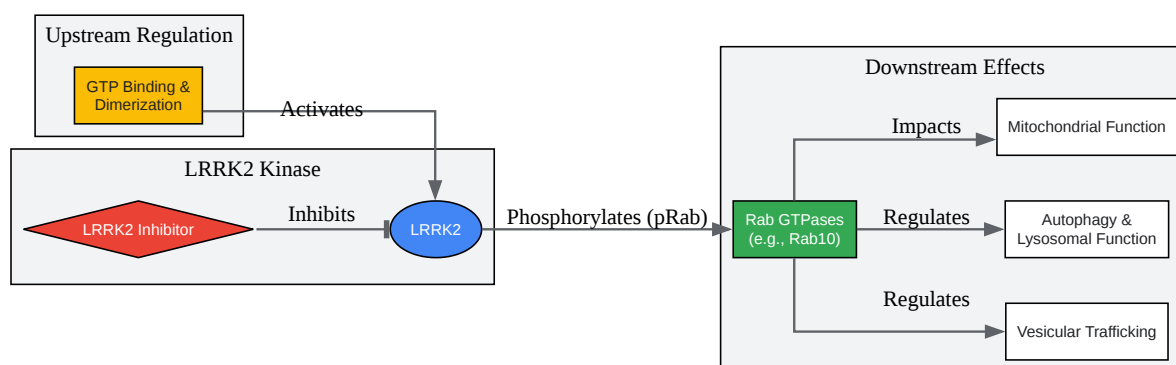 Upstream Regulation
GTP Binding &
Dimerization
Activates
LRRK2 Kinase
LRRK2 Inhibitor
Inhibits
LRRK2
Phosphorylates (pRab)
Downstream Effects
Rab GTPases
(e.g., Rab10)
Impacts
Mitochondrial Function
Regulates
Autophagy &
Lysosomal Function
Regulates
Vesicular Trafficking